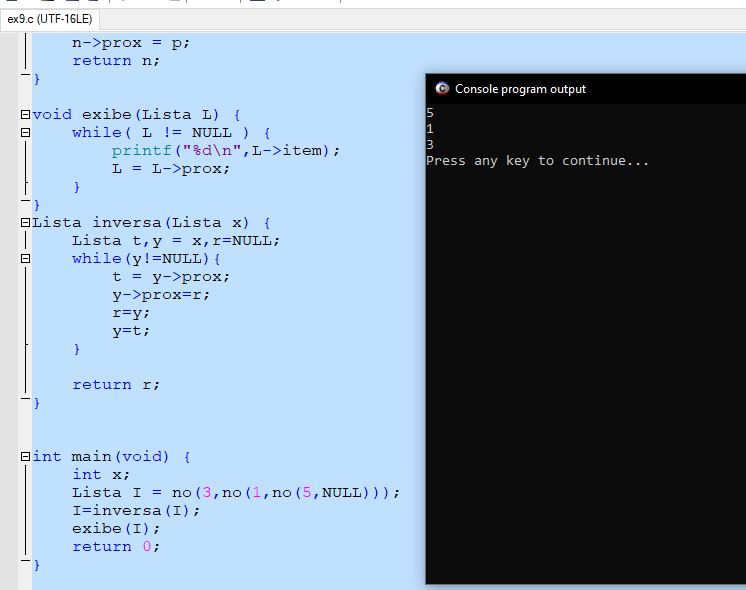 ex9.c (UTF-16LE)
    n->prox = p;
    return n;
}
void exibe(Lista L) {
    while( L != NULL ) {
        printf("%d\n",L->item);
        L = L->prox;
    }
}
Lista inversa(Lista x) {
    Lista t,y = x,r=NULL;
    while(y!=NULL){
        t = y->prox;
        y->prox=r;
        r=y;
        y=t;
    }
    return r;
}
int main(void) {
    int x;
    Lista I = no(3,no(1,no(5,NULL)));
    I=inversa(I);
    exibe(I);
    return 0;
}
Console program output
5
1
3
Press any key to continue...